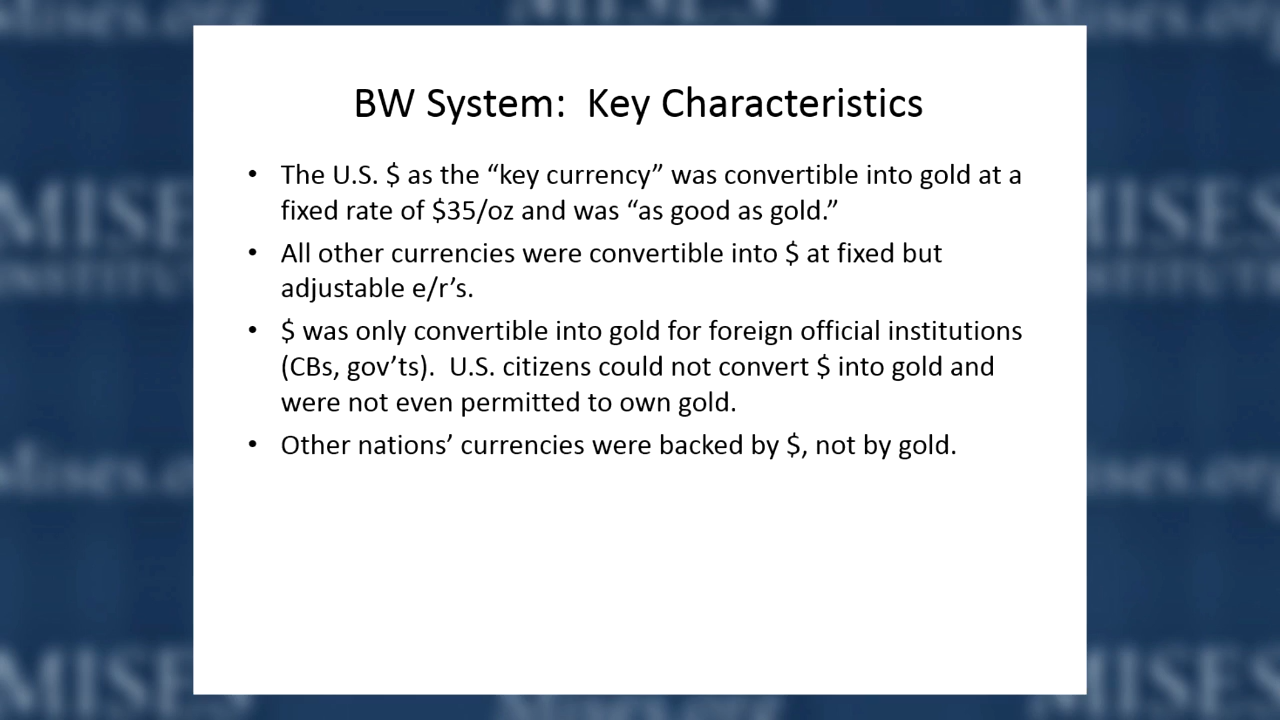 BW System:  Key Characteristics
• The U.S. $ as the “key currency” was convertible into gold at a
fixed rate of $35/oz and was “as good as gold.”
• All other currencies were convertible into $ at fixed but
adjustable e/r’s.
• $ was only convertible into gold for foreign official institutions
(CBs, gov’ts).  U.S. citizens could not convert $ into gold and
were not even permitted to own gold.
• Other nations’ currencies were backed by $, not by gold.